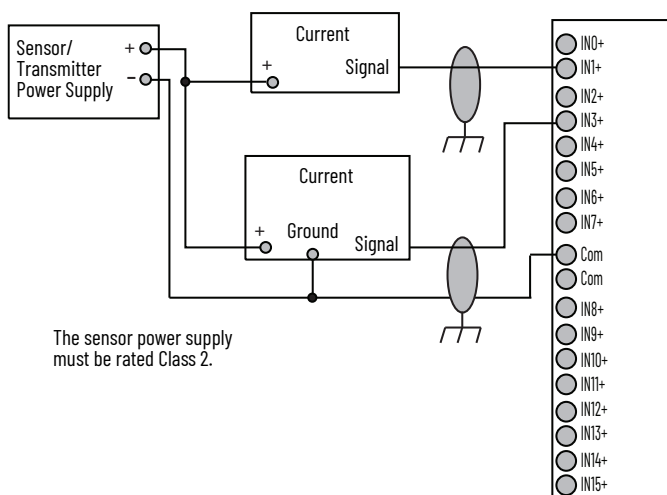 Sensor/
Transmitter
Power Supply
+
-
Current
+
Signal
Current
+
Ground
Signal
The sensor power supply
must be rated Class 2.
IN0+
IN1+
IN2+
IN3+
IN4+
IN5+
IN6+
IN7+
Com
Com
IN8+
IN9+
IN10+
IN11+
IN12+
IN13+
IN14+
IN15+